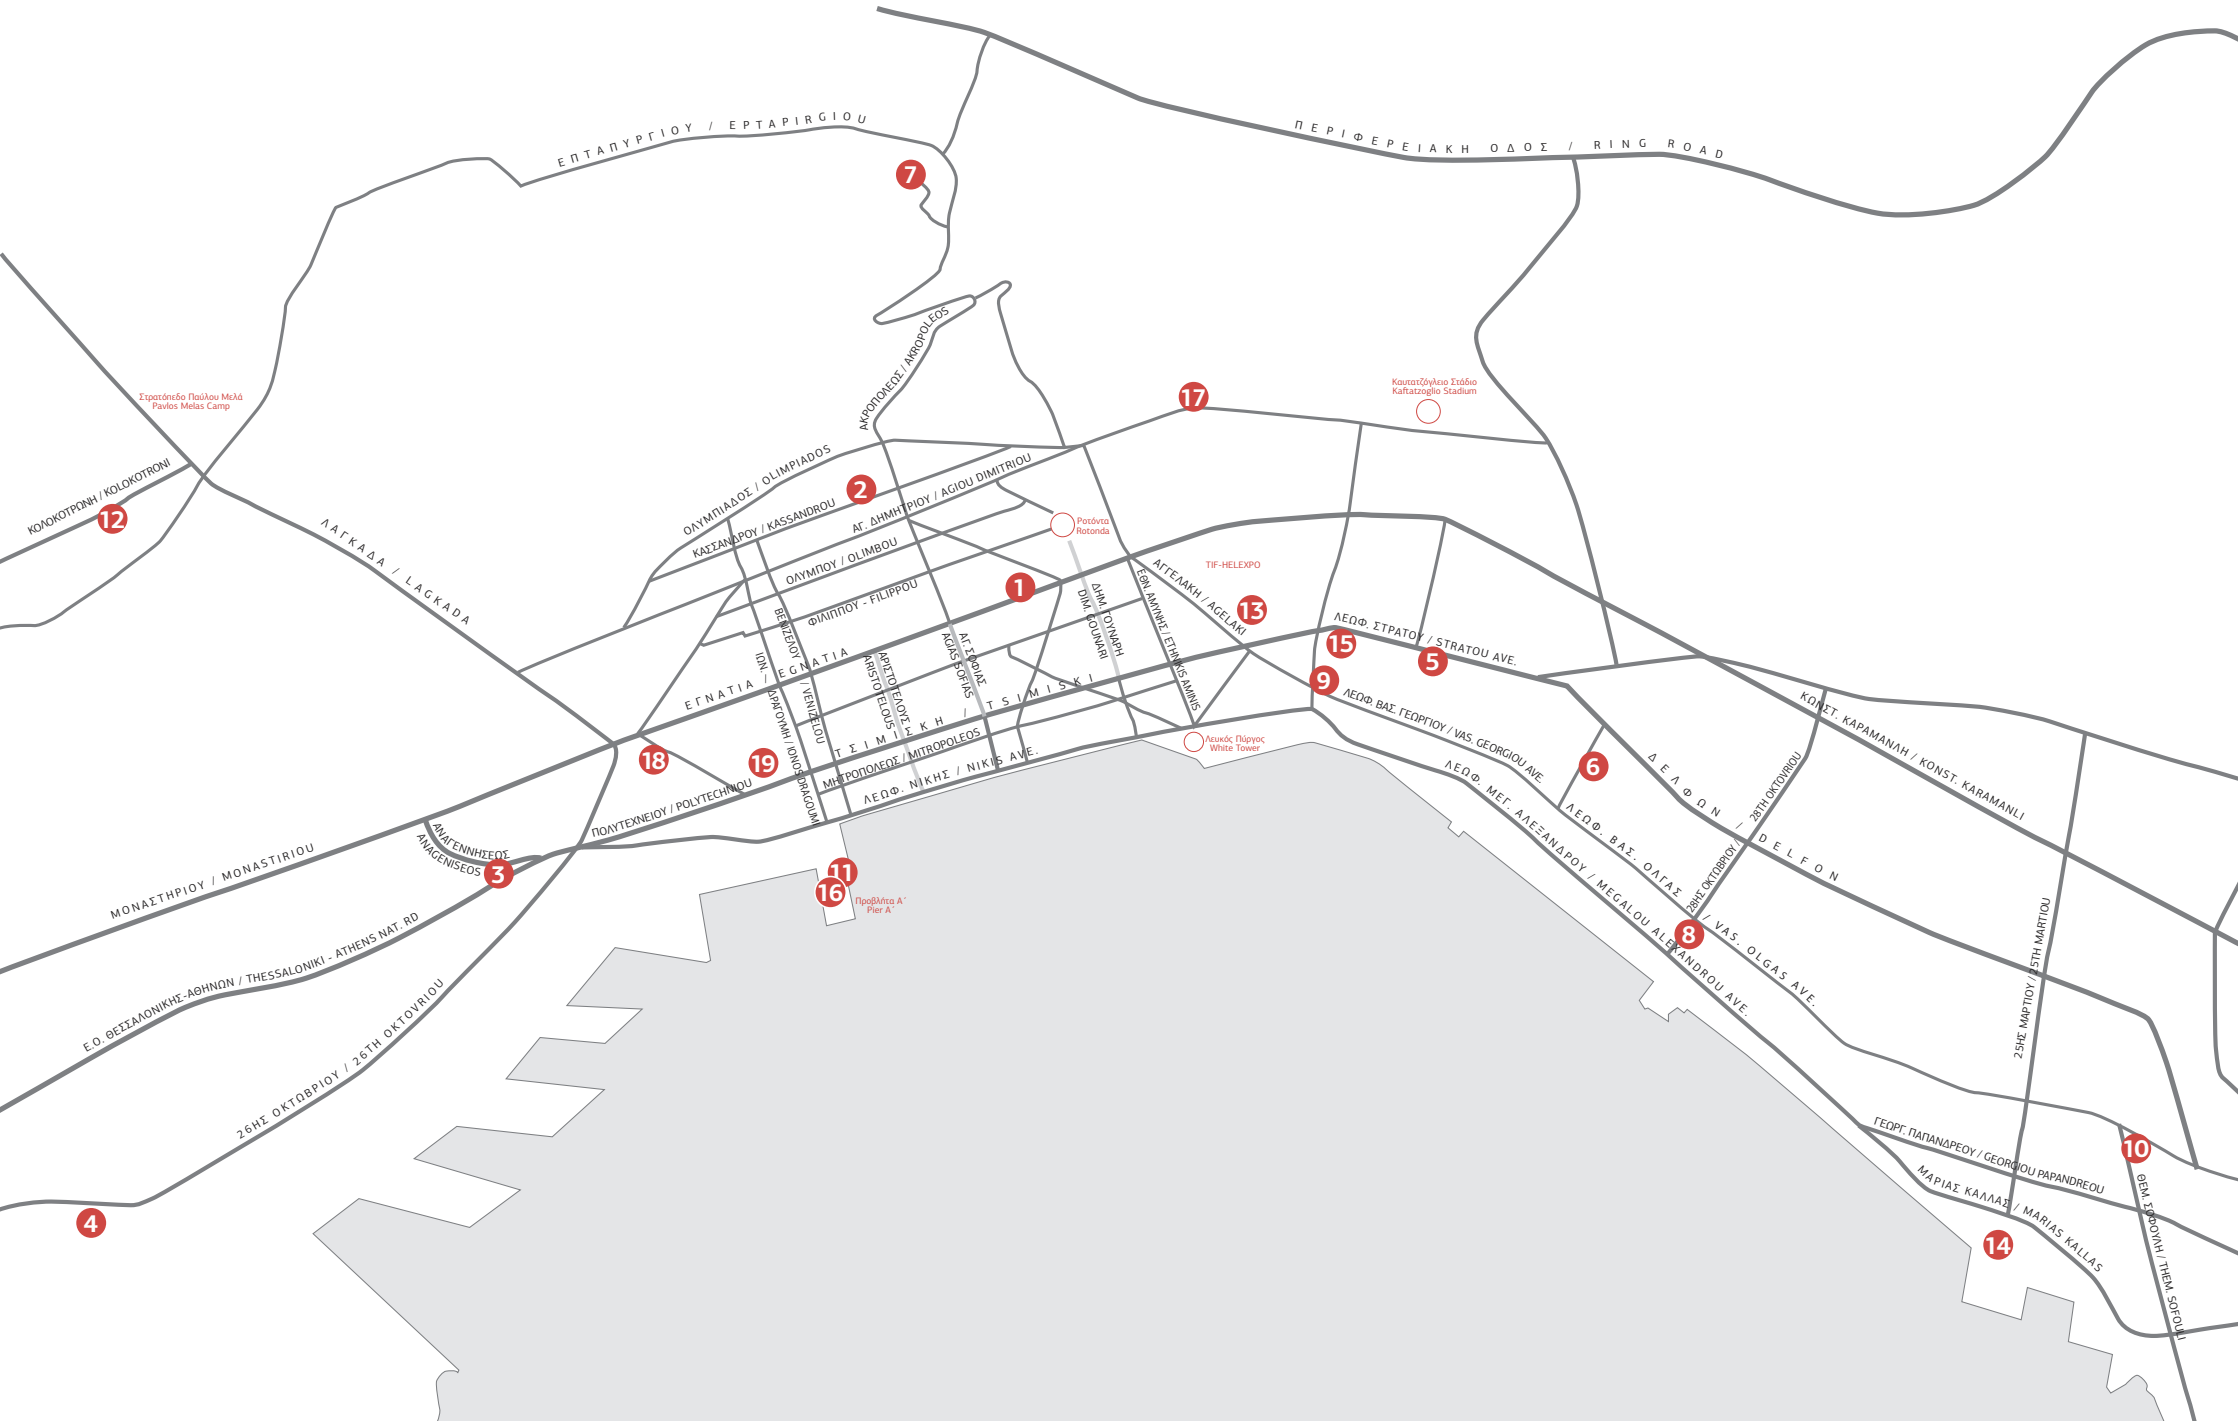 ΕΠΤΑΠΥΡΓΙΟΥ / EPTAPIRGIOU
ΠΕΡΙΦΕΡΕΙΑΚΗ ΟΔΟΣ / RING ROAD
7
Στρατόπεδο Παύλου Μελά
Pavlos Melas Camp
ΑΚΡΟΠΟΛΕΩΣ / AKROPOLEOS
17
Καυτατζόγλειο Στάδιο
Kaftatzoglio Stadium
ΚΟΛΟΚΟΤΡΩΝΗ / KOLOKOTRONI
12
ΛΑΓΚΑΔΑ / LAGKADA
ΟΛΥΜΠΙΑΔΟΣ / OLIMPIADOS
2
ΚΑΣΣΑΝΔΡΟΥ / KASSANDROU
ΑΓ. ΔΗΜΗΤΡΙΟΥ / AGIOU DIMITRIOU
ΟΛΥΜΠΟΥ / OLIMBOU
ΦΙΛΙΠΠΟΥ - FILIPPOU
Ροτόντα
Rotonda
1
TIF-HELEXPO
13
ΑΓΓΕΛΑΚΗ / AGELAKI
ΕΘΝ. ΑΜΥΝΗΣ / ETHNIKIS AMINIS
ΔΗΜ. ΓΟΥΝΑΡΗ
DIM. GOUNARI
ΑΓ. ΣΟΦΙΑΣ
AGIAS SOFIAS
ΑΡΙΣΤΟΤΕΛΟΥΣ
ARISTOTELOUS
ΒΕΝΙΖΕΛΟΥ / VENIZELOU
ΙΩΝ. ΔΡΑΓΟΥΜΗ / IONOS DRAGOUMI
ΕΓΝΑΤΙΑ / EGNATIA
ΤΣΙΜΙΣΚΗ / TSIMISKI
ΜΗΤΡΟΠΟΛΕΩΣ / MITROPOLEOS
ΛΕΩΦ. ΝΙΚΗΣ / NIKIS AVE.
ΛΕΩΦ. ΣΤΡΑΤΟΥ / STRATOU AVE.
15
5
9
Λευκός Πύργος
White Tower
ΛΕΩΦ. ΒΑΣ. ΓΕΩΡΓΙΟΥ / VAS. GEORGIOU AVE
6
18
19
ΠΟΛΥΤΕΧΝΕΙΟΥ / POLYTECHNIOU
ΚΩΝΣΤ. ΚΑΡΑΜΑΝΛΗ / KONST. KARAMANLI
ΔΕΛΦΩΝ / DELFON
28ΗΣ ΟΚΤΩΒΡΙΟΥ / 28TH OKTOVRIOU
ΛΕΩΦ. ΜΕΓ. ΑΛΕΞΑΝΔΡΟΥ / MEGALOU ALEXANDROU AVE.
ΛΕΩΦ. ΒΑΣ. ΟΛΓΑΣ / VAS. OLGAS AVE.
8
ΑΝΑΓΕΝΝΗΣΕΩΣ
ANAGENISEOS
3
ΜΟΝΑΣΤΗΡΙΟΥ / MONASTIRIOU
11
16
Προβλήτα Α΄
Pier A΄
Ε.Ο. ΘΕΣΣΑΛΟΝΙΚΗΣ-ΑΘΗΝΩΝ / THESSALONIKI - ATHENS NAT. RD
26ΗΣ ΟΚΤΩΒΡΙΟΥ / 26TH OKTOVRIOU
4
25ΗΣ ΜΑΡΤΙΟΥ / 25TH MARTIOU
ΓΕΩΡΓ. ΠΑΠΑΝΔΡΕΟΥ / GEORGIOU PAPANDREOU
10
ΜΑΡΙΑΣ ΚΑΛΛΑΣ / MARIAS KALLAS
14
ΘΕΜ. ΣΟΦΟΥΛΗ / THEM. SOFOULI